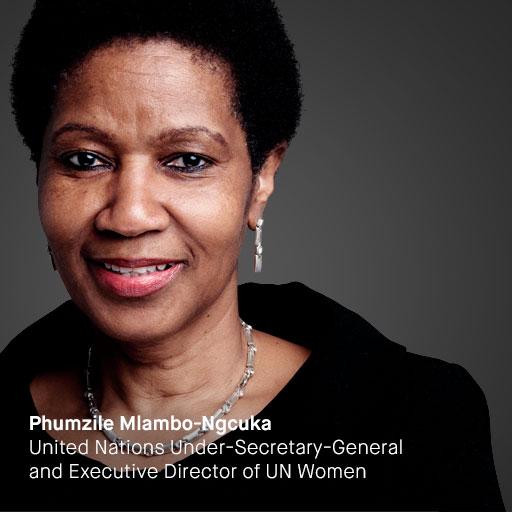 Phumzile Mlambo-Ngcuka
United Nations Under-Secretary-General
and Executive Director of UN Women